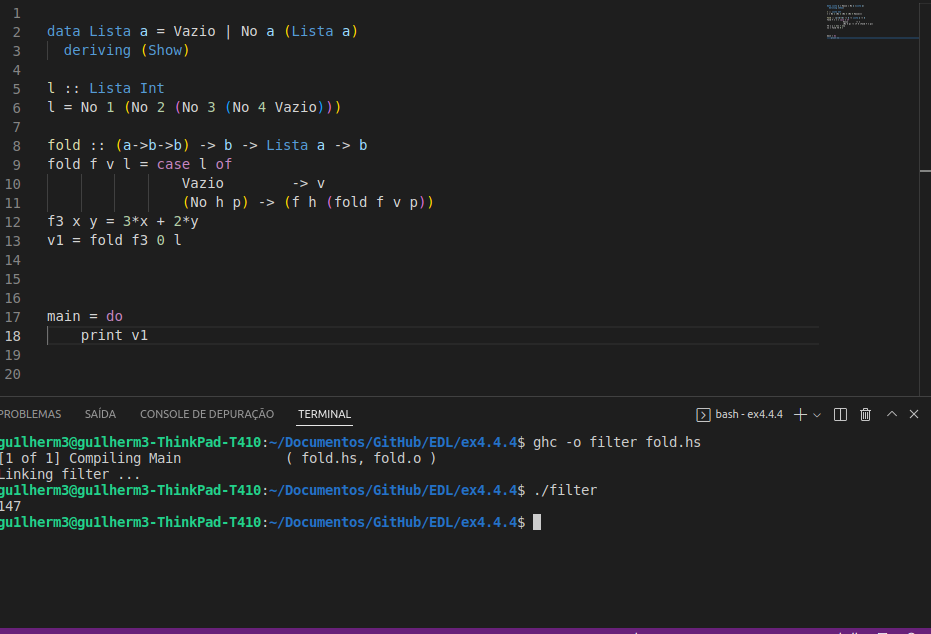 1
2 data Lista a = Vazio | No a (Lista a)
3 deriving (Show)
4
5 l :: Lista Int
6 l = No 1 (No 2 (No 3 (No 4 Vazio)))
7
8 fold :: (a->b->b) -> b -> Lista a -> b
9 fold f v l = case l of
10 Vazio -> v
11 (No h p) -> (f h (fold f v p))
12 f3 x y = 3*x + 2*y
13 v1 = fold f3 0 l
14
15
16
17 main = do
18 print v1
19
20
PROBLEMAS SAÍDA CONSOLE DE DEPURAÇÃO TERMINAL bash - ex4.4.4
gu1lherm3@gu1lherm3-ThinkPad-T410:~/Documentos/GitHub/EDL/ex4.4.4$ ghc -o filter fold.hs
[1 of 1] Compiling Main ( fold.hs, fold.o )
Linking filter ...
gu1lherm3@gu1lherm3-ThinkPad-T410:~/Documentos/GitHub/EDL/ex4.4.4$ ./filter
147
gu1lherm3@gu1lherm3-ThinkPad-T410:~/Documentos/GitHub/EDL/ex4.4.4$